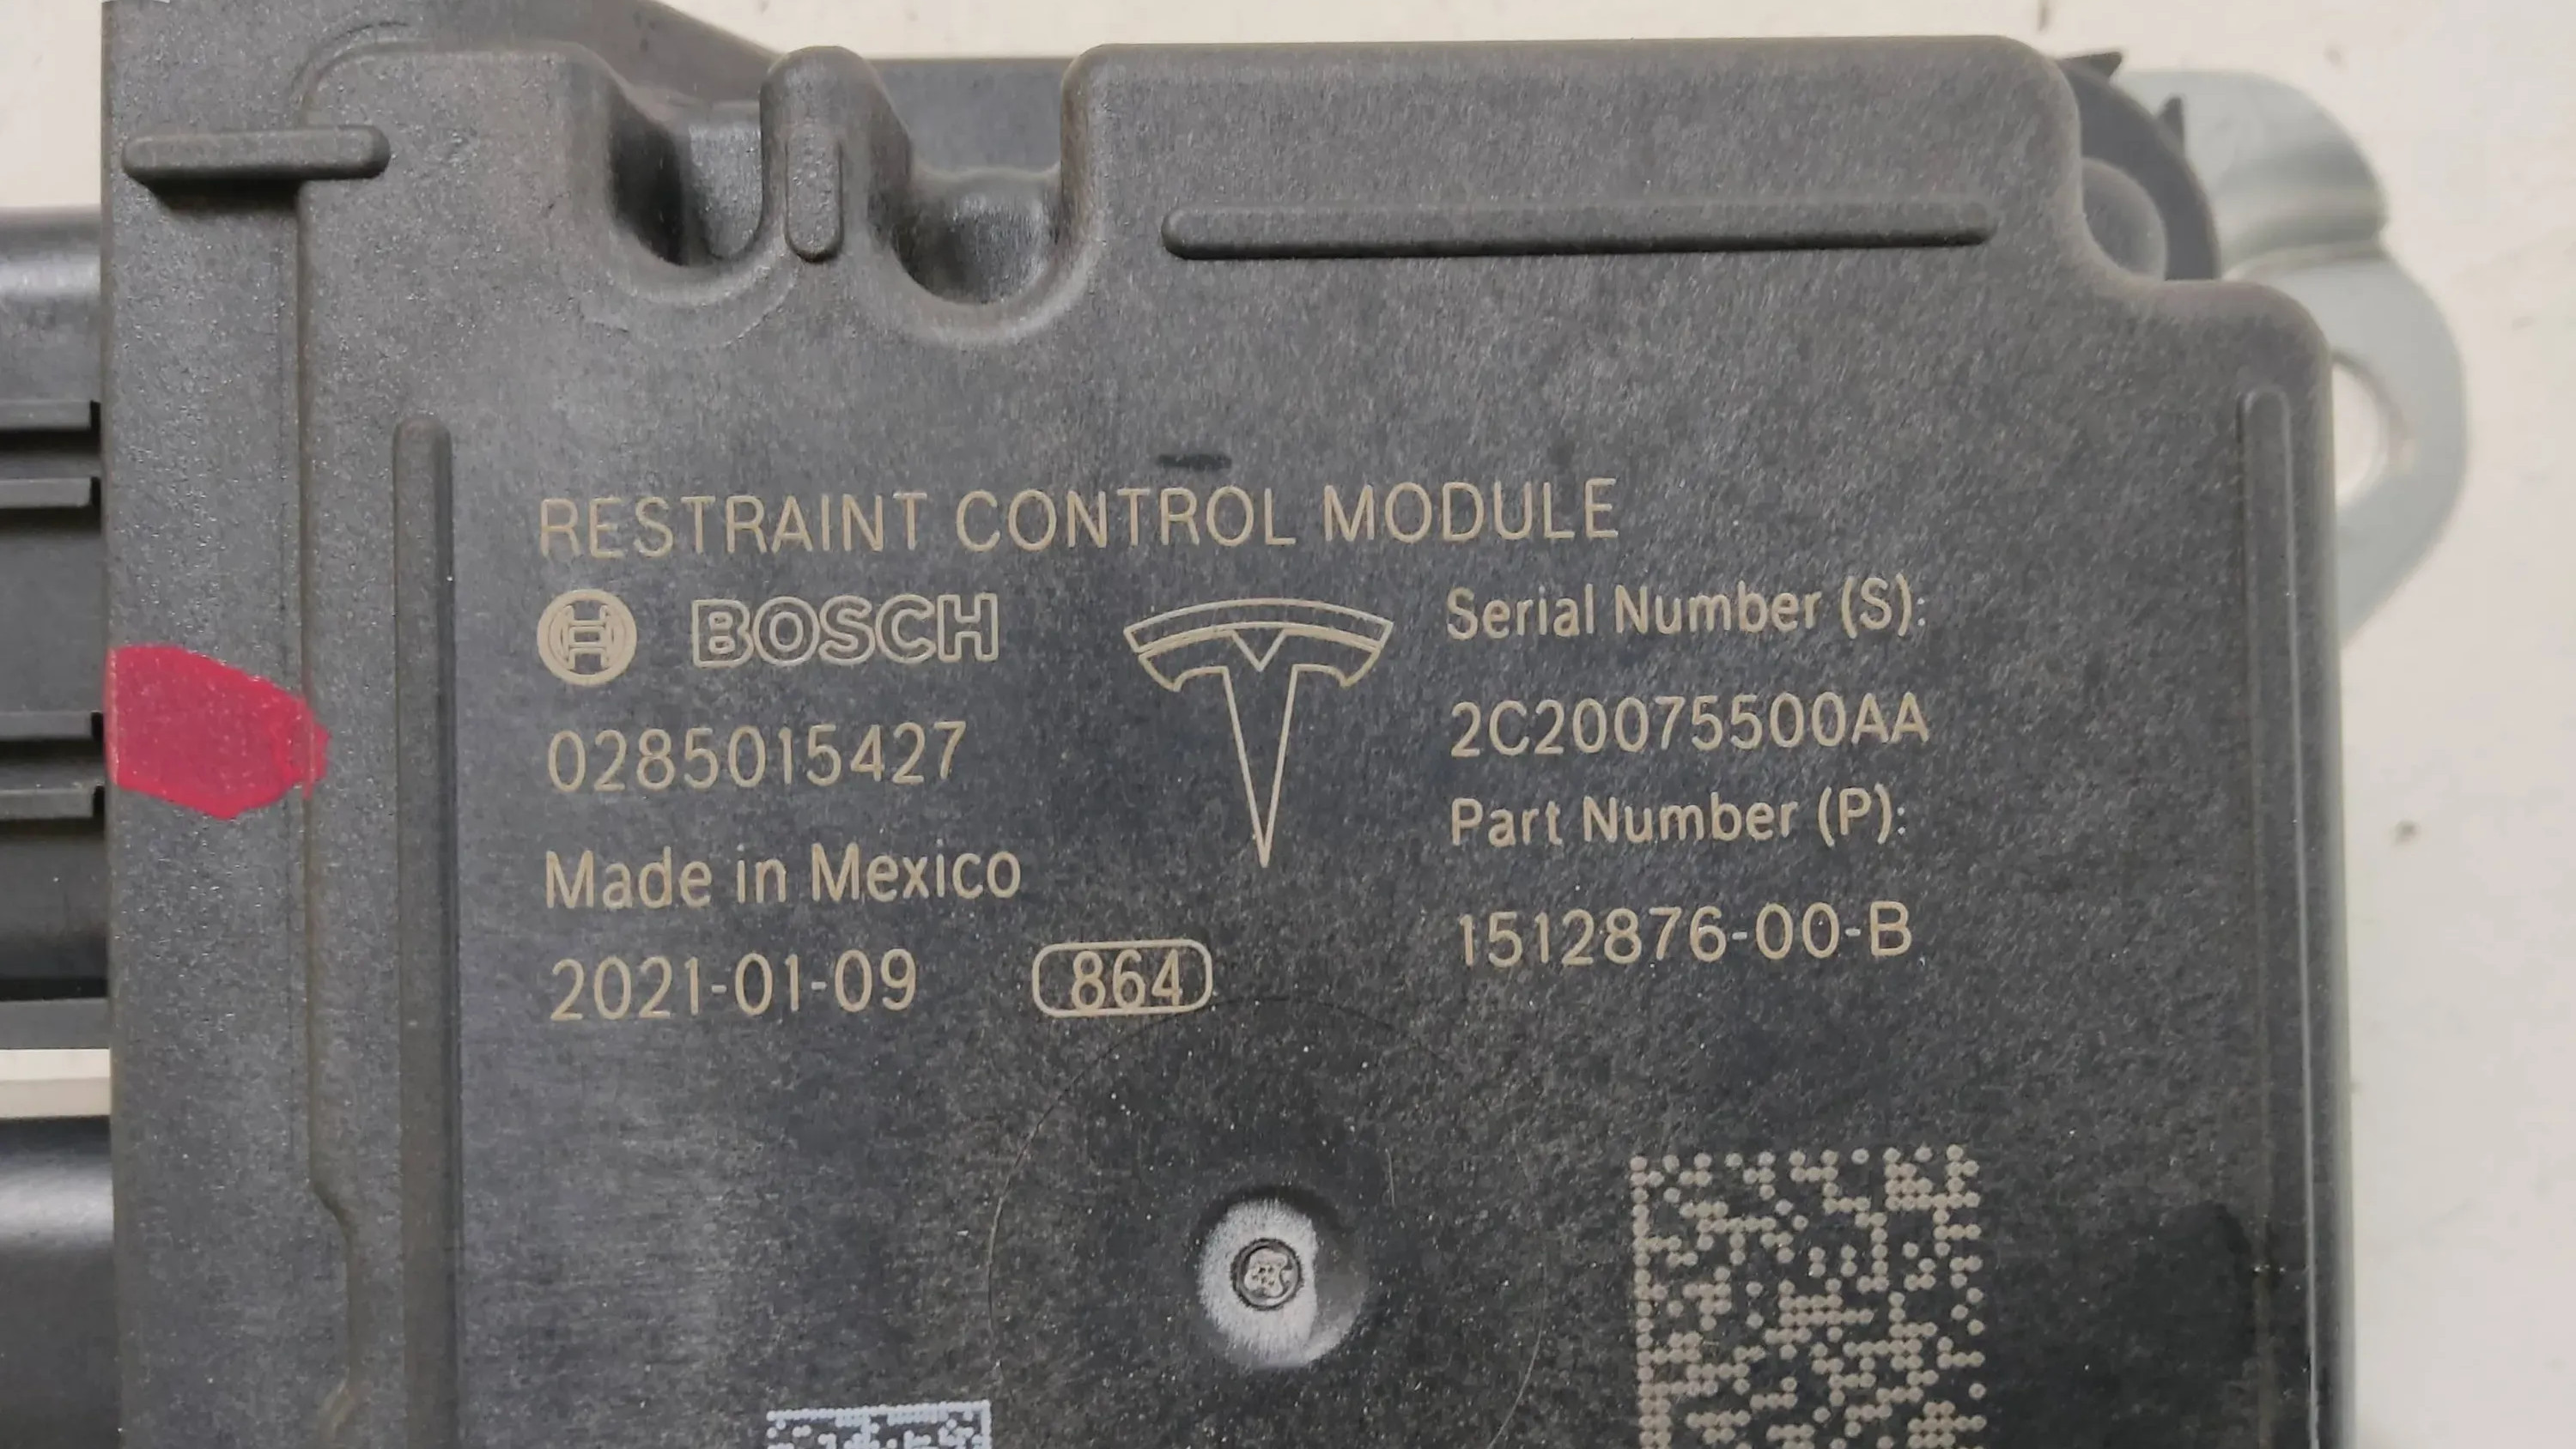 RESTRAINT CONTROL MODULE
BOSCH
0285015427
Made in Mexico
2021-01-09
864
Serial Number (S):
2C20075500AA
Part Number (P):
1512876-00-B